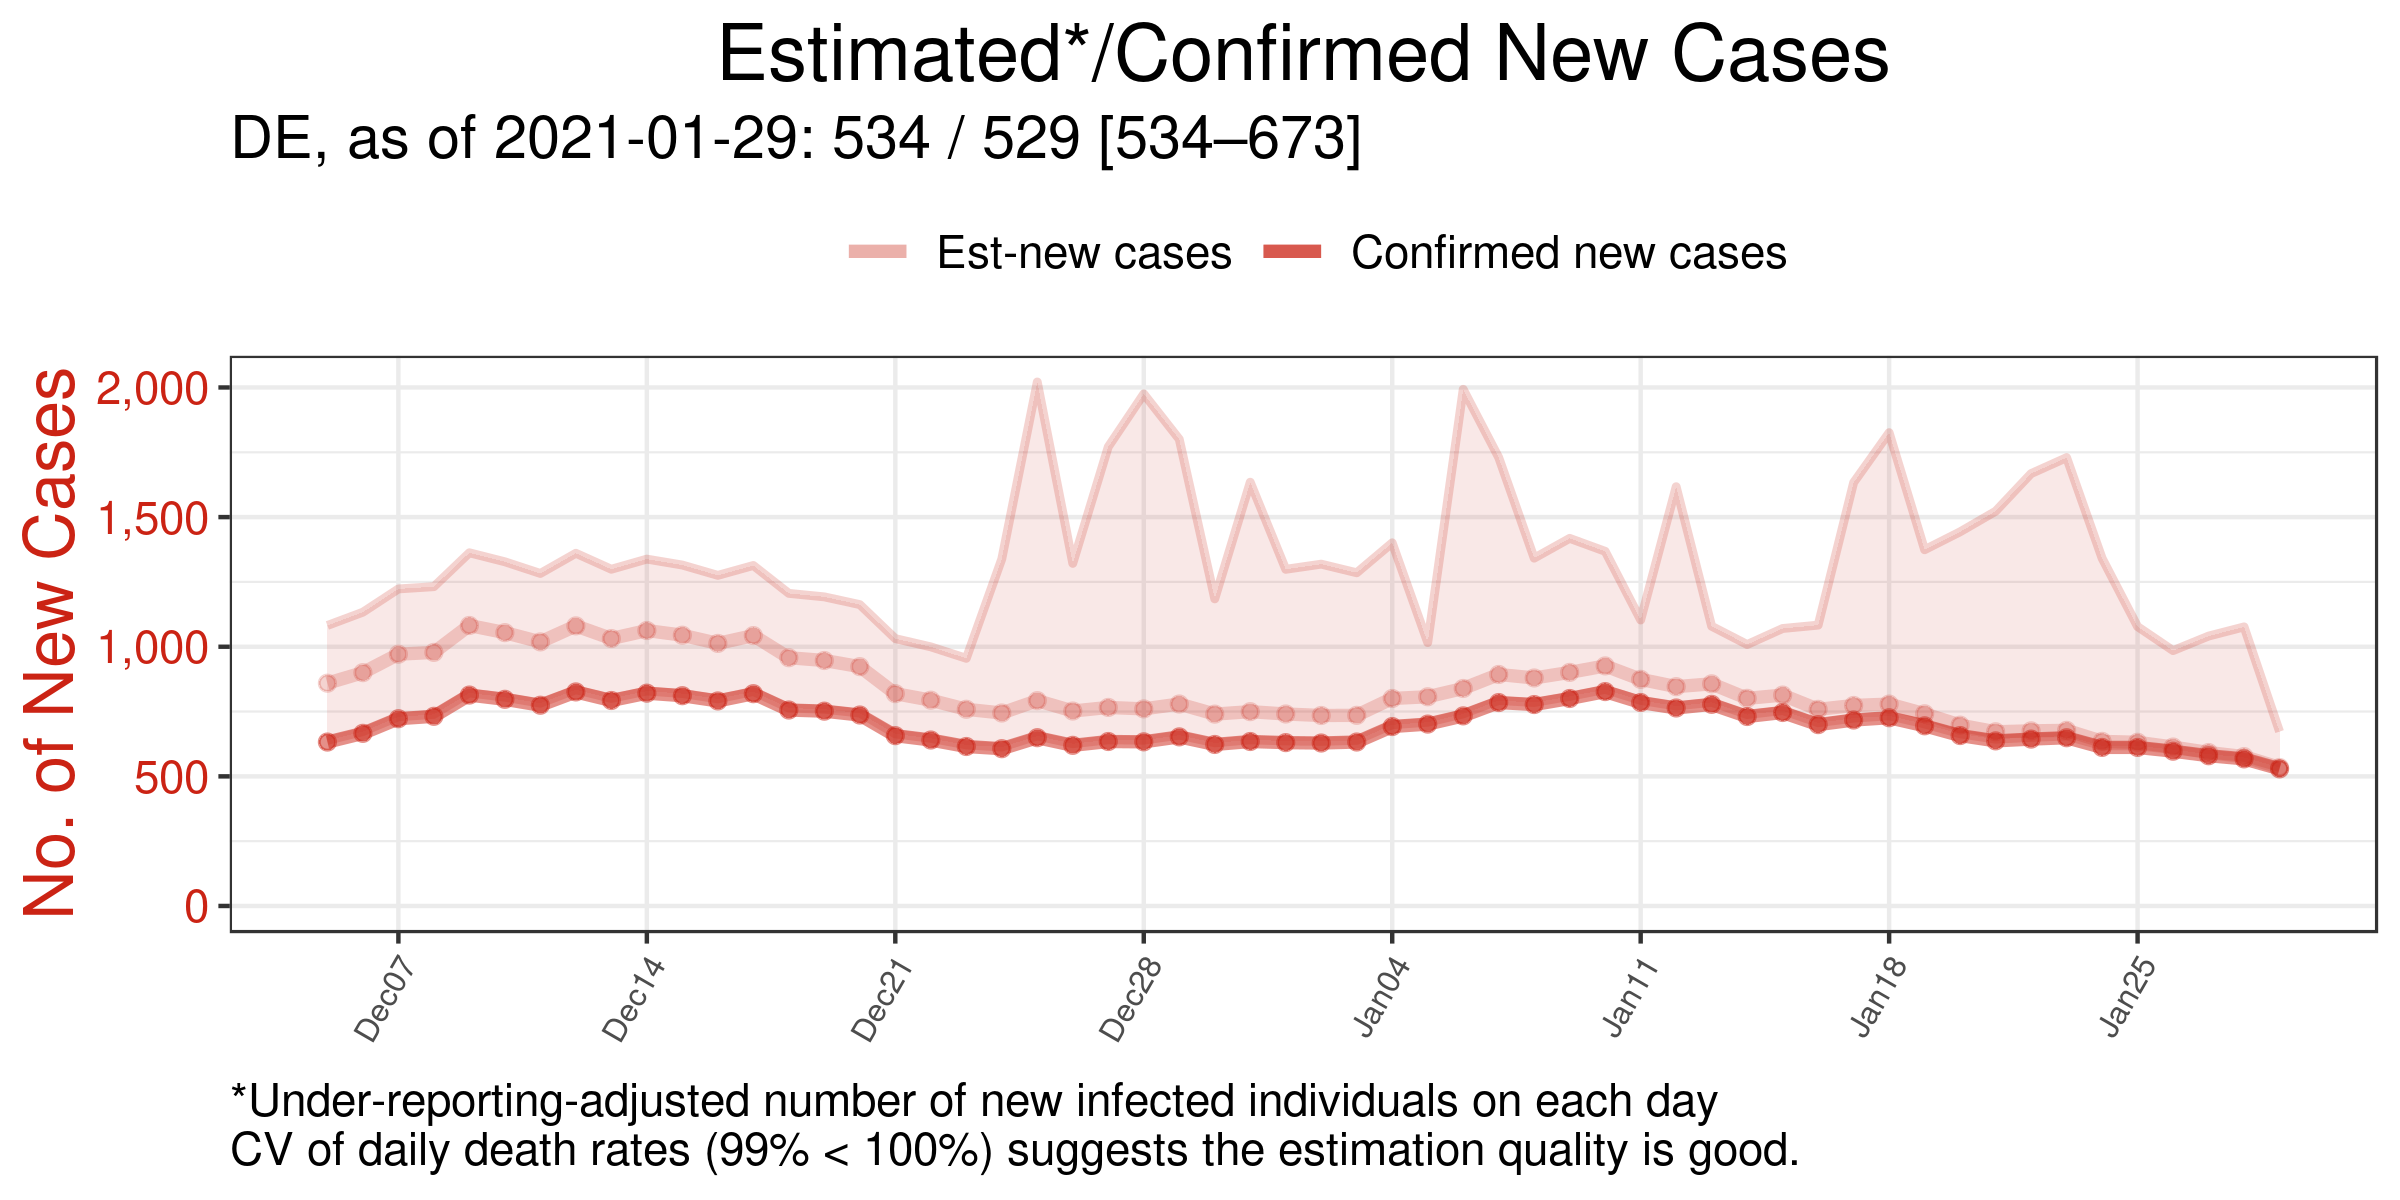 Estimated*/Confirmed New Cases
DE, as of 2021-01-29: 534 / 529 [534–673]
Est-new cases
Confirmed new cases
No. of New Cases
2,000
1,500
1,000
500
0
Dec07
Dec14
Dec21
Dec28
Jan04
Jan11
Jan18
Jan25
*Under-reporting-adjusted number of new infected individuals on each day
CV of daily death rates (99% < 100%) suggests the estimation quality is good.